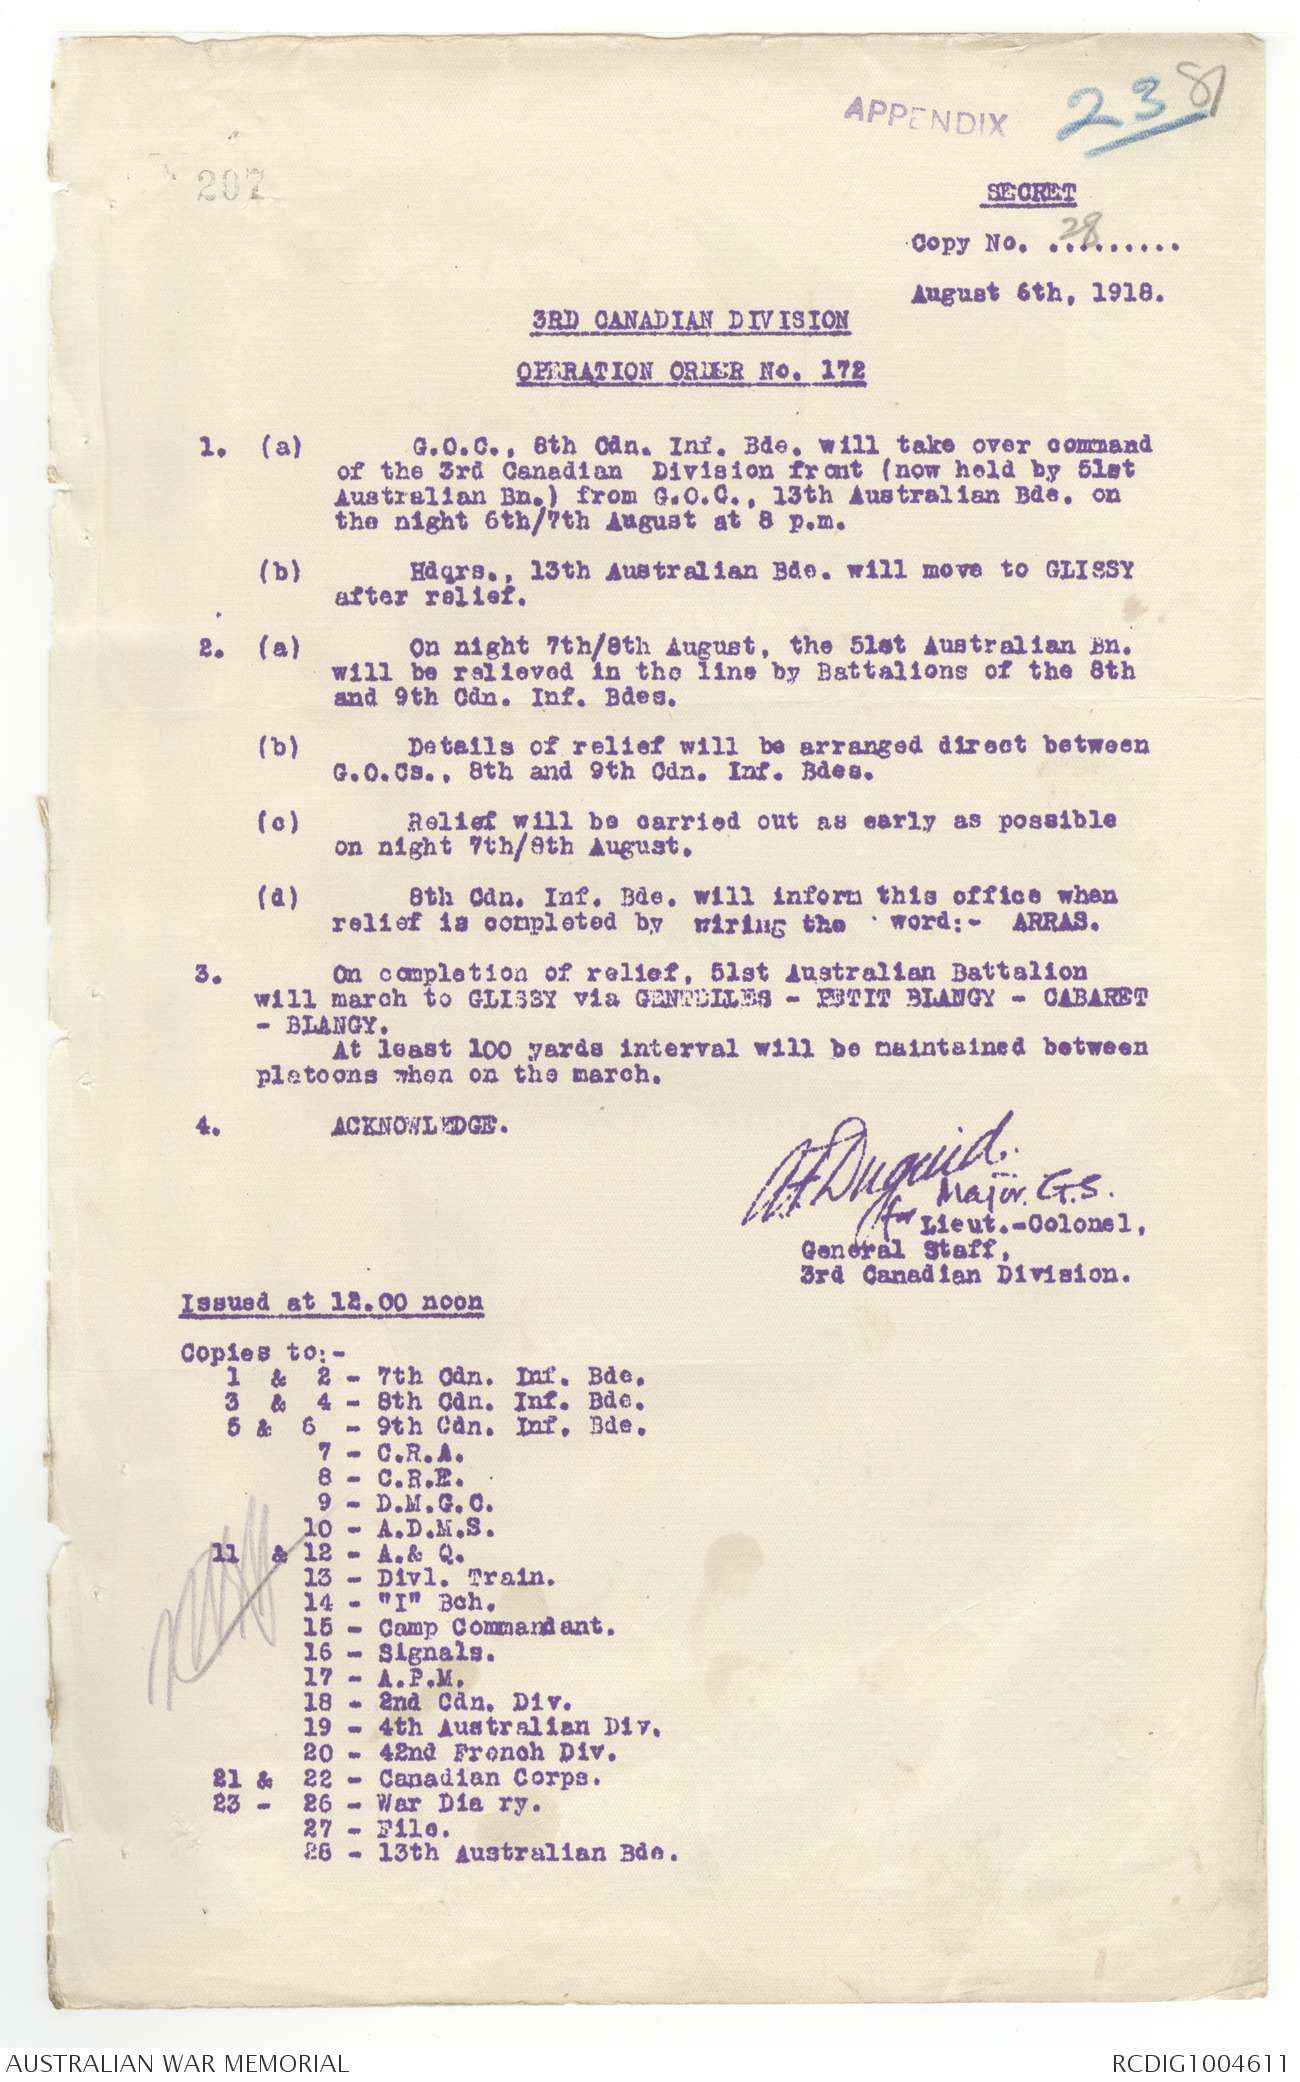 APPENDIX 23 81
207
SECRET
Copy No. 28.........
August 6th, 1918.
3RD CANADIAN DIVISION
OPERATION ORDER No. 172
1. (a) G.O.C., 8th Cdn. Inf. Bde. will take over command
of the 3rd Canadian Division front (now held by 51st
Australian Bn.) from G.O.C., 13th Australian Bde. on
the night 6th/7th August at 8 p.m.
(b) Hdqrs., 13th Australian Bde. will move to GLISSY
after relief.
2. (a) On night 7th/8th August, the 51st Australian Bn.
will be relieved in the line by Battalions of the 8th
and 9th Cdn. Inf. Bdes.
(b) Details of relief will be arranged direct between
G.O.Cs., 8th and 9th Cdn. Inf. Bdes.
(c) Relief will be carried out as early as possible
on night 7th/8th August.
(d) 8th Cdn. Inf. Bde. will inform this office when
relief is completed by wiring the word:- ARRAS.
3. On completion of relief, 51st Australian Battalion
will march to GLISSY via GENTELLES - PETIT BLANGY - CABARET
- BLANGY.
At least 100 yards interval will be maintained between
platoons when on the march.
4. ACKNOWLEDGE.
Duguid.
Major. G.S.
for Lieut.-Colonel,
General Staff,
3rd Canadian Division.
Issued at 12.00 noon
Copies to:-
1 & 2 - 7th Cdn. Inf. Bde.
3 & 4 - 8th Cdn. Inf. Bde.
5 & 6 - 9th Cdn. Inf. Bde.
7 - C.R.A.
8 - C.R.E.
9 - D.M.G.C.
10 - A.D.M.S.
11 & 12 - A.& Q.
13 - Divl. Train.
14 - "I" Bch.
15 - Camp Commandant.
16 - Signals.
17 - A.P.M.
18 - 2nd Cdn. Div.
19 - 4th Australian Div.
20 - 42nd French Div.
21 & 22 - Canadian Corps.
23 - 26 - War Dia ry.
27 - File.
28 - 13th Australian Bde.
AUSTRALIAN WAR MEMORIAL RCDIG1004611